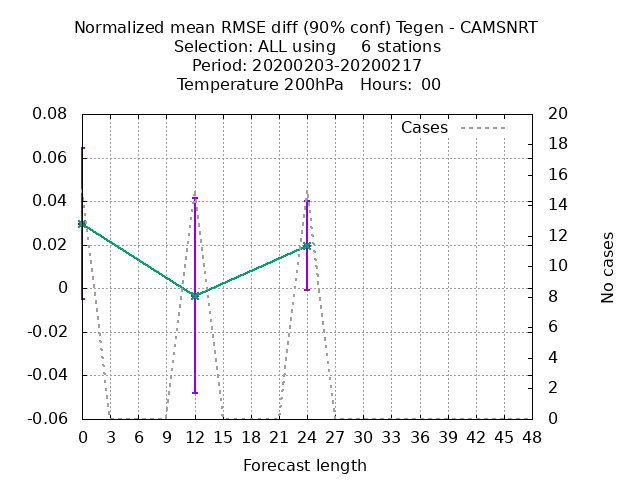 Normalized mean RMSE diff (90% conf) Tegen - CAMSNRT
Selection: ALL using 6 stations
Period: 20200203-20200217
Temperature 200hPa Hours: 00
Cases
0.08
0.06
0.04
0.02
0
-0.02
-0.04
-0.06
20
18
16
14
12
10
8
6
4
2
0
No cases
0 3 6 9 12 15 18 21 24 27 30 33 36 39 42 45 48
Forecast length